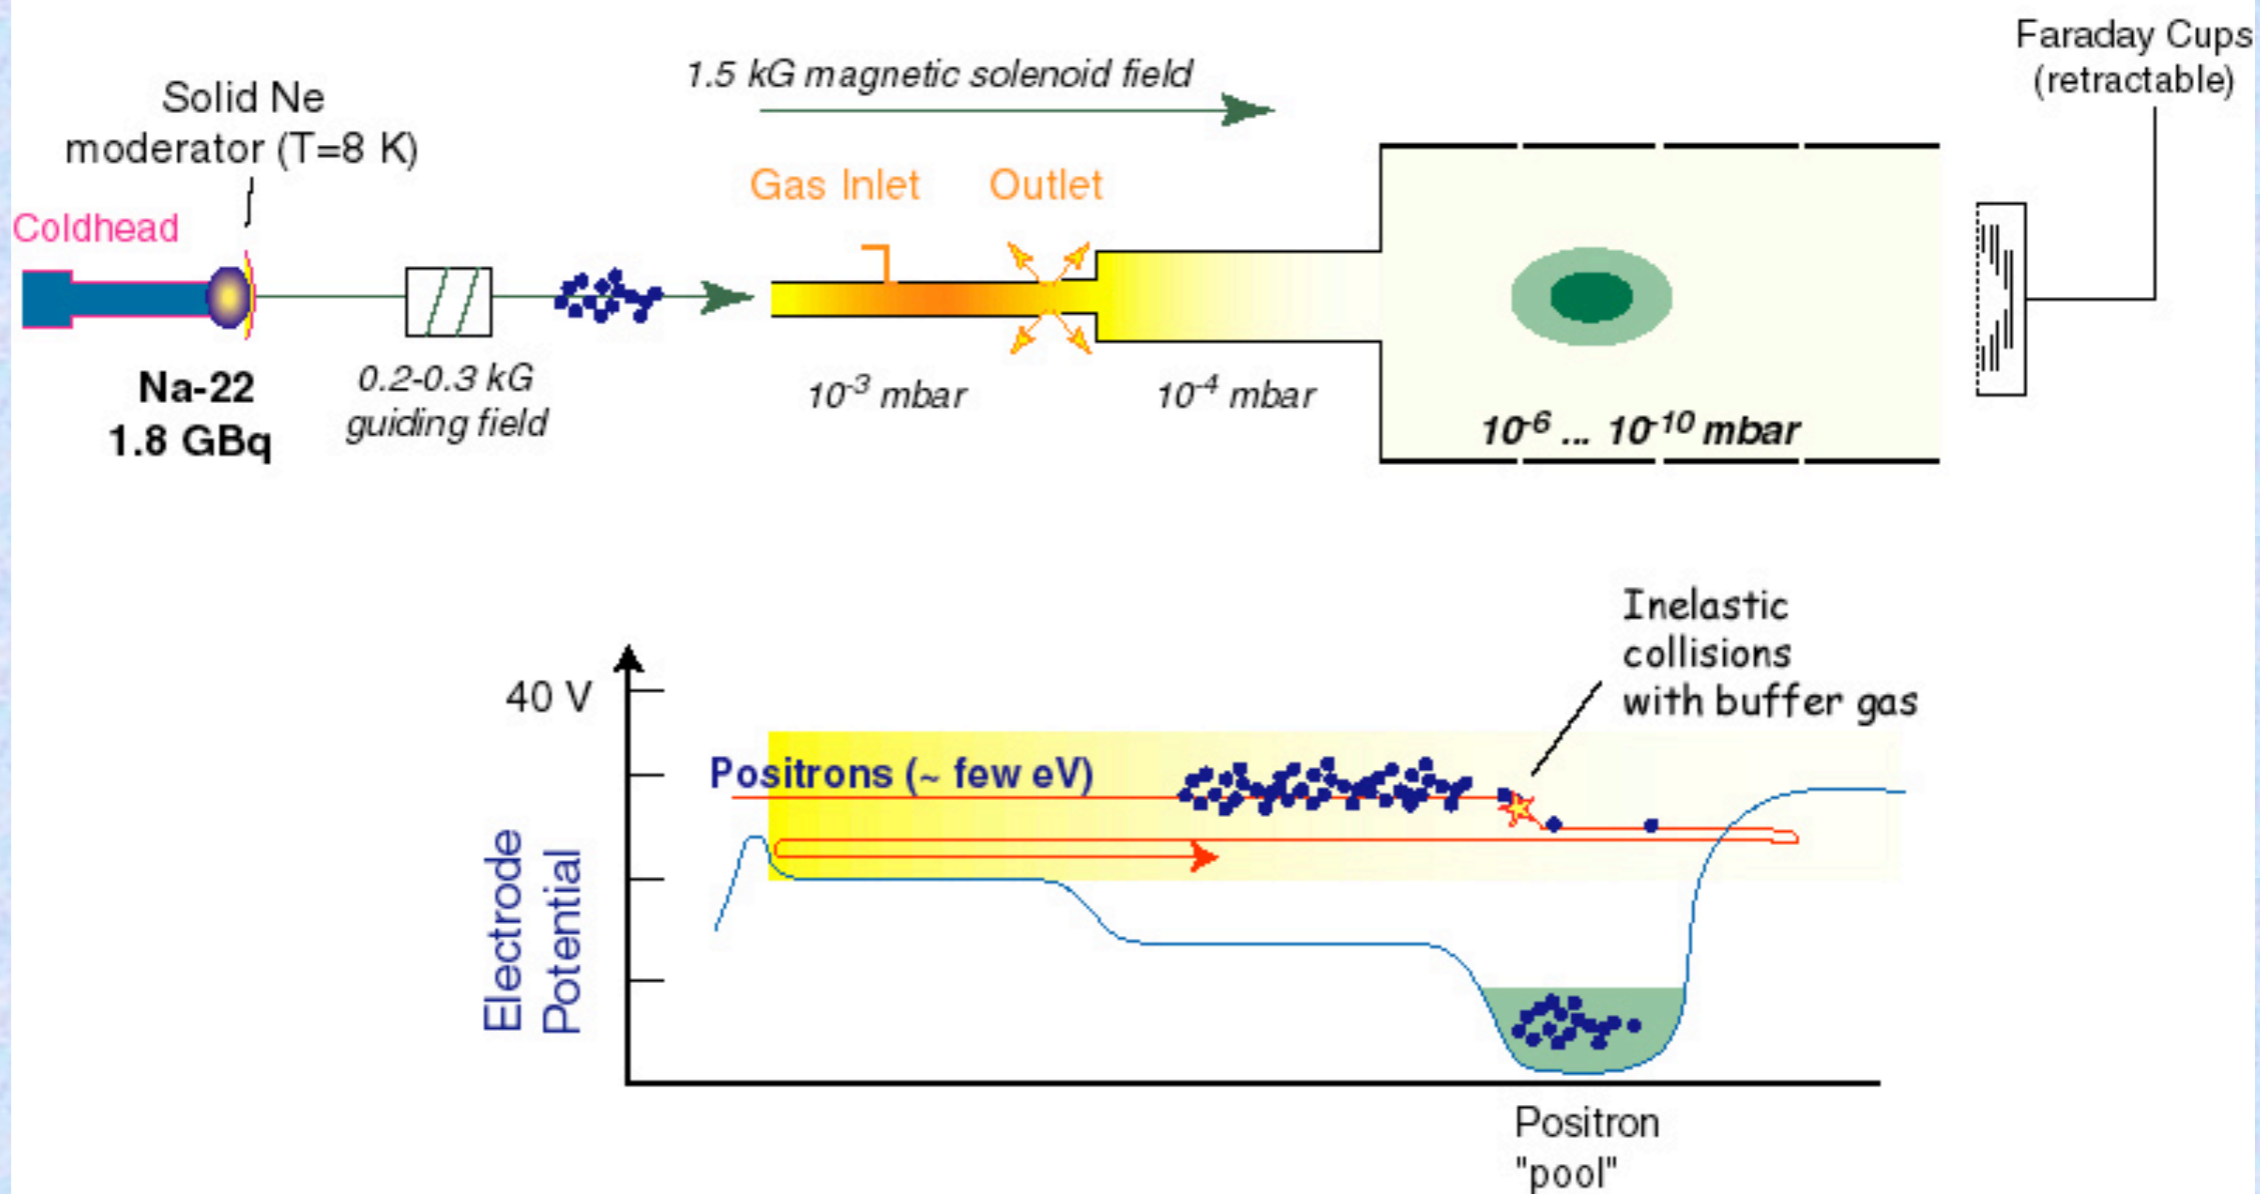 Faraday Cups
(retractable)
1.5 kG magnetic solenoid field
Solid Ne
moderator (T=8 K)
Gas Inlet
Outlet
Coldhead
Na-22
1.8 GBq
0.2-0.3 kG
guiding field
10-3 mbar
10-4 mbar
10-6 ... 10-10 mbar
Inelastic
collisions
with buffer gas
40 V
Positrons (~ few eV)
Electrode
Potential
Positron
"pool"